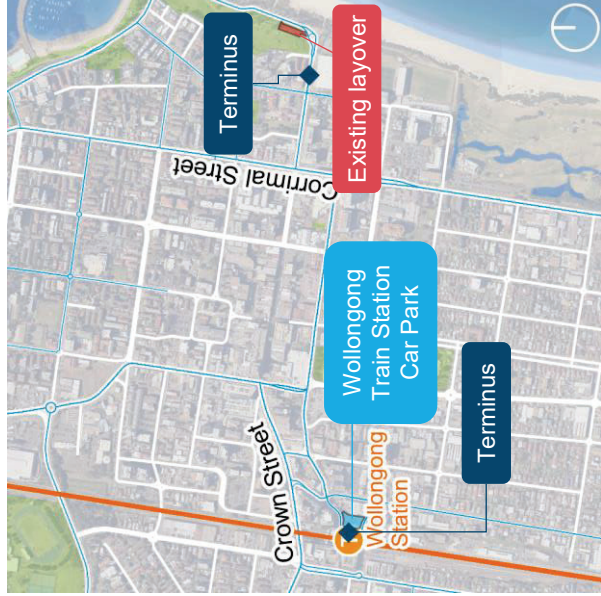 Terminus
Existing layover
Corrimal Street
Wollongong
Train Station
Car Park
Crown Street
Wollongong
Station
Terminus